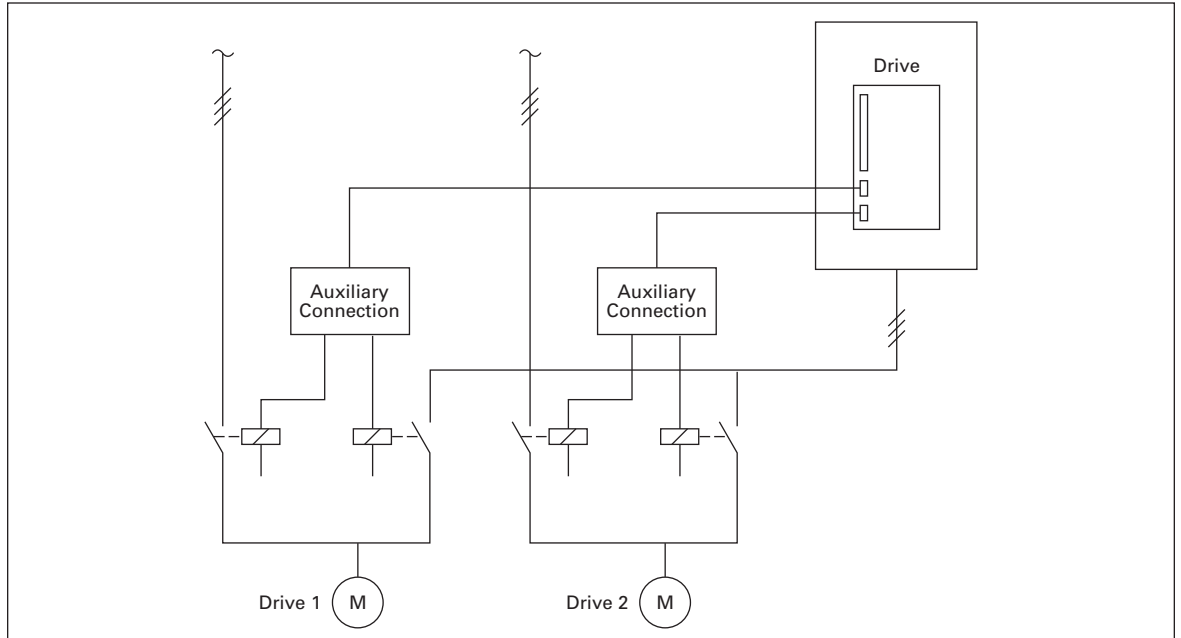 Drive
Auxiliary
Connection
Auxiliary
Connection
Drive 1
M
Drive 2
M